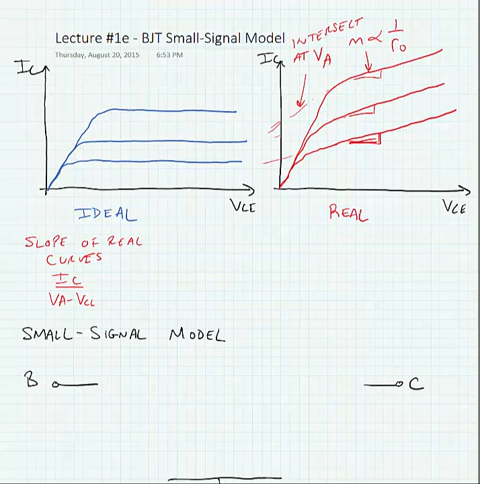 Lecture #1e - BJT Small-Signal Model
Thursday, August 20, 2015 6:53 PM
INTERSECT
AT VA
m ∝ 1/ro
IC
IC
VCE
VCE
IDEAL
REAL
SLOPE OF REAL
CURVES
IC
VA-VCE
SMALL-SIGNAL MODEL
B
C